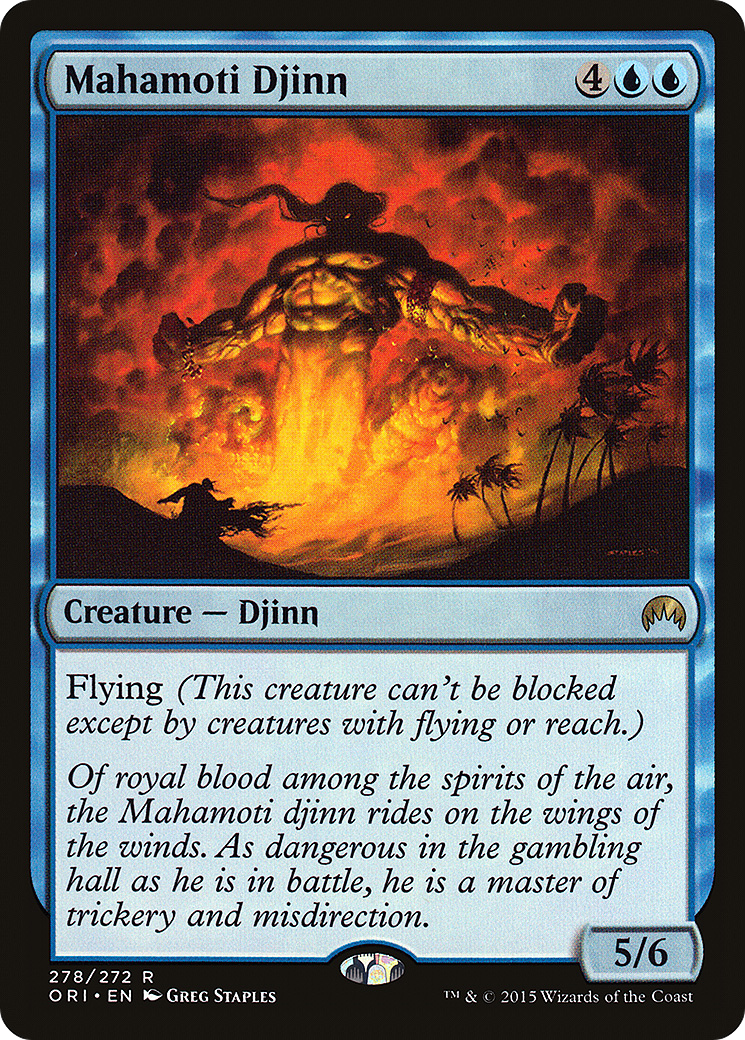 Mahamoti Djinn 4
STAPLES
Creature — Djinn
Flying (This creature can't be blocked
except by creatures with flying or reach.)
Of royal blood among the spirits of the air,
the Mahamoti djinn rides on the wings of
the winds. As dangerous in the gambling
hall as he is in battle, he is a master of
trickery and misdirection.
5/6
278/272 R
ORI • EN Greg Staples
™ & © 2015 Wizards of the Coast